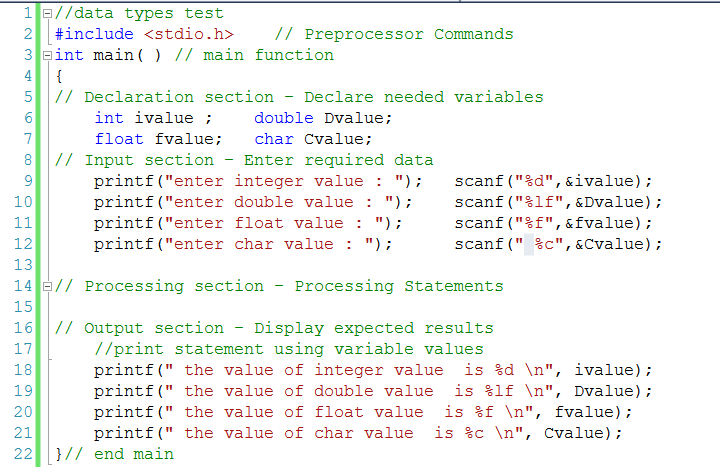 1 //data types test
2 #include <stdio.h>    // Preprocessor Commands
3 int main( ) // main function
4 {
5 // Declaration section – Declare needed variables
6     int ivalue ;    double Dvalue;
7     float fvalue;   char Cvalue;
8 // Input section – Enter required data
9     printf("enter integer value : ");   scanf("%d",&ivalue);
10     printf("enter double value : ");    scanf("%lf",&Dvalue);
11     printf("enter float value : ");     scanf("%f",&fvalue);
12     printf("enter char value : ");      scanf(" %c",&Cvalue);
13
14 // Processing section – Processing Statements
15
16 // Output section – Display expected results
17     //print statement using variable values
18     printf(" the value of integer value  is %d \n", ivalue);
19     printf(" the value of double value  is %lf \n", Dvalue);
20     printf(" the value of float value  is %f \n", fvalue);
21     printf(" the value of char value  is %c \n", Cvalue);
22 }// end main